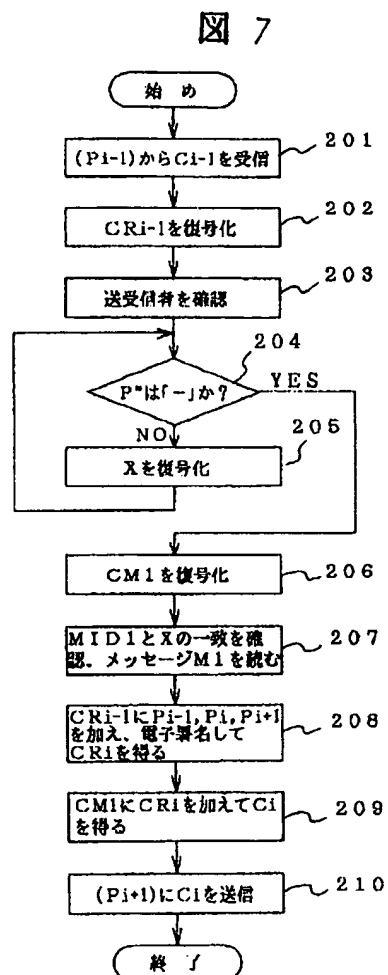 図 7
始 め
(Pi-1)からCi-1を受信
201
CRi-1を復号化
202
送受信者を確認
203
204
P"は「-」か?
YES
NO
205
Xを復号化
CM1を復号化
206
MID1とXの一致を確
認、メッセージM1を読む
207
CRi-1にPi-1,Pi,Pi+1
を加え、電子署名して
CRiを得る
208
CM1にCRiを加えてCi
を得る
209
(Pi+1)にCiを送信
210
終 了